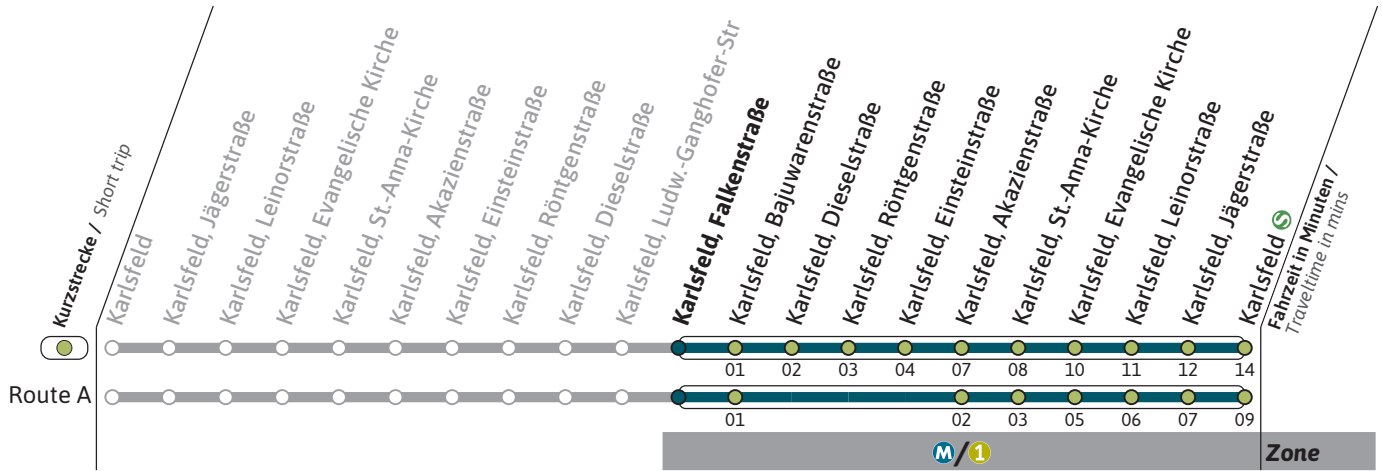 Kurzstrecke / Short trip
Karlsfeld
Karlsfeld, Jägerstraße
Karlsfeld, Leinorstraße
Karlsfeld, Evangelische Kirche
Karlsfeld, St.-Anna-Kirche
Karlsfeld, Akazienstraße
Karlsfeld, Einsteinstraße
Karlsfeld, Röntgenstraße
Karlsfeld, Dieselstraße
Karlsfeld, Ludw.-Ganghofer-Str
Karlsfeld, Falkenstraße
Karlsfeld, Bajuwarenstraße
Karlsfeld, Dieselstraße
Karlsfeld, Röntgenstraße
Karlsfeld, Einsteinstraße
Karlsfeld, Akazienstraße
Karlsfeld, St.-Anna-Kirche
Karlsfeld, Evangelische Kirche
Karlsfeld, Leinorstraße
Karlsfeld, Jägerstraße
Karlsfeld S
Fahrzeit in Minuten /
Traveltime in mins
01 02 03 04 07 08 10 11 12 14
Route A
01 02 03 05 06 07 09
M/1 Zone